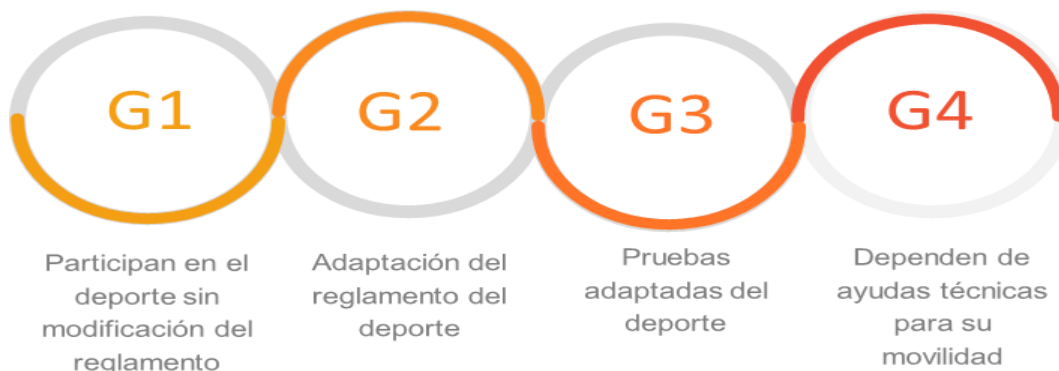 G1
G2
G3
G4
Participan en el
deporte sin
modificación del
reglamento
Adaptación del
reglamento del
deporte
Pruebas
adaptadas del
deporte
Dependen de
ayudas técnicas
para su
movilidad